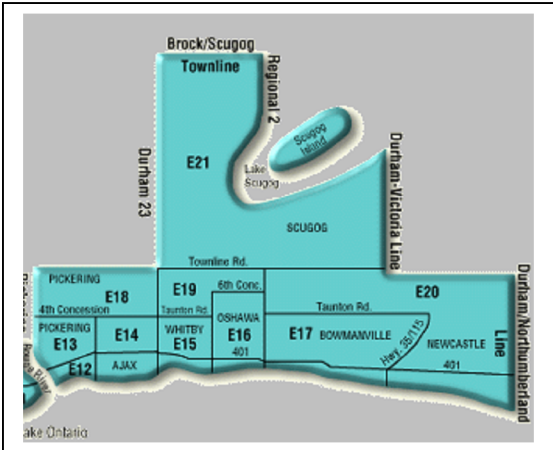 Brock/Scugog
Townline
Regional 2
Scugog
Island
Durham 23
E21
Lake
Scugog
Durham-Victoria Line
SCUGOG
Townline Rd.
PICKERING
E18
E19
6th Conc.
E20
4th Concession
Taunton Rd.
Taunton Rd.
PICKERING
E13
E14
WHITBY
E15
OSHAWA
E16
401
E17
BOWMANVILLE
Hwy. 35/115
NEWCASTLE
401
Durham/Northumberland
Line
E12
AJAX
River
ake Ontario